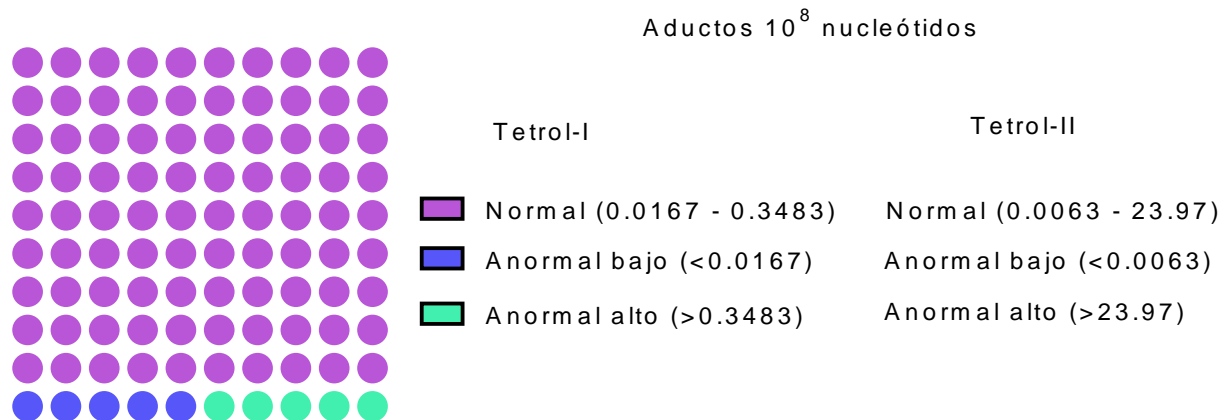 Aductos 10⁸ nucleótidos
Tetrol-I Tetrol-II
Normal (0.0167 - 0.3483) Normal (0.0063 - 23.97)
Anormal bajo (<0.0167) Anormal bajo (<0.0063)
Anormal alto (>0.3483) Anormal alto (>23.97)